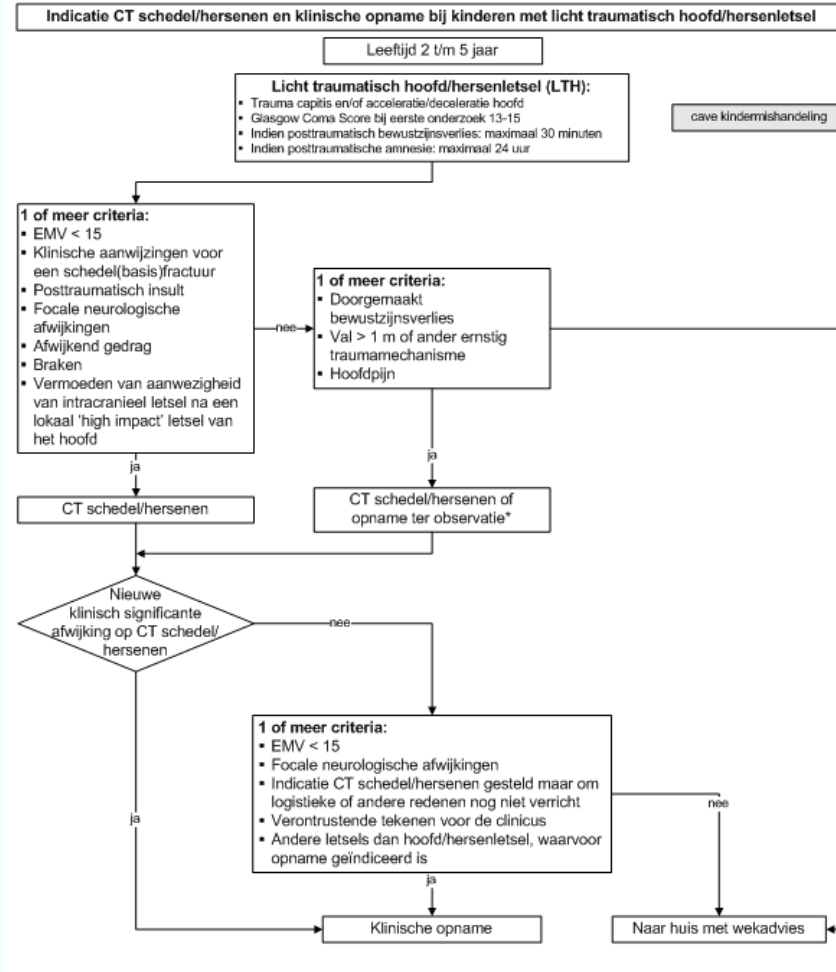 Indicatie CT schedel/hersenen en klinische opname bij kinderen met licht traumatisch hoofd/hersenletsel
Leeftijd 2 t/m 5 jaar
Licht traumatisch hoofd/hersenletsel (LTH):
▪ Trauma capitis en/of acceleratie/deceleratie hoofd
▪ Glasgow Coma Score bij eerste onderzoek 13-15
▪ Indien posttraumatisch bewustzijnsverlies: maximaal 30 minuten
▪ Indien posttraumatische amnesie: maximaal 24 uur
cave kindermishandeling
1 of meer criteria:
▪ EMV < 15
▪ Klinische aanwijzingen voor
een schedel(basis)fractuur
▪ Posttraumatisch insult
▪ Focale neurologische
afwijkingen
▪ Afwijkend gedrag
▪ Braken
▪ Vermoeden van aanwezigheid
van intracranieel letsel na een
lokaal 'high impact' letsel van
het hoofd
nee
1 of meer criteria:
▪ Doorgemaakt
bewustzijnsverlies
▪ Val > 1 m of ander ernstig
traumamechanisme
▪ Hoofdpijn
ja
ja
CT schedel/hersenen
CT schedel/hersenen of
opname ter observatie*
Nieuwe
klinisch significante
afwijking op CT schedel/
hersenen
nee
1 of meer criteria:
▪ EMV < 15
▪ Focale neurologische afwijkingen
▪ Indicatie CT schedel/hersenen gesteld maar om
logistieke of andere redenen nog niet verricht
▪ Verontrustende tekenen voor de clinicus
▪ Andere letsels dan hoofd/hersenletsel, waarvoor
opname geïndiceerd is
nee
ja
ja
Klinische opname
Naar huis met wekadvies